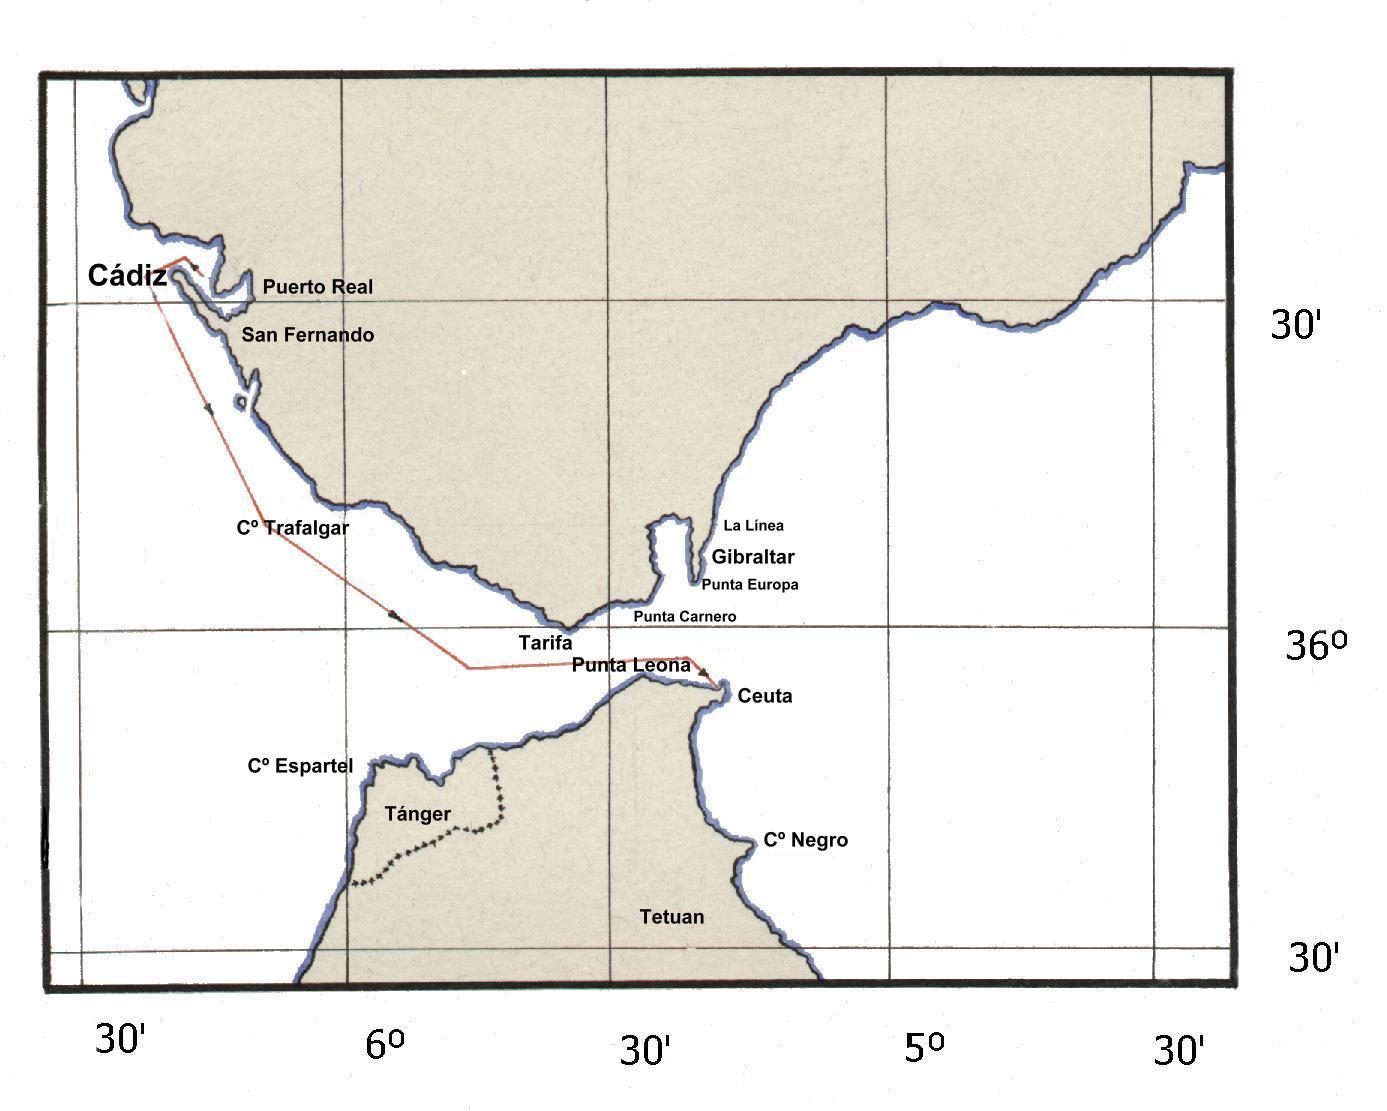 Cádiz
Puerto Real
San Fernando
30'
Cº Trafalgar
La Línea
Gibraltar
Punta Europa
Punta Carnero
Tarifa
36º
Punta Leona
Ceuta
Cº Espartel
Tánger
Cº Negro
Tetuan
30'
30'
6º
30'
5º
30'